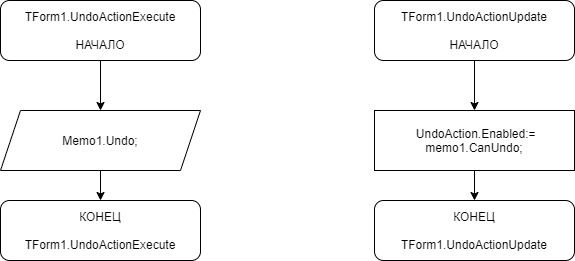 TForm1.UndoActionExecute
НАЧАЛО
Memo1.Undo;
КОНЕЦ
TForm1.UndoActionExecute
TForm1.UndoActionUpdate
НАЧАЛО
UndoAction.Enabled:=
memo1.CanUndo;
КОНЕЦ
TForm1.UndoActionUpdate